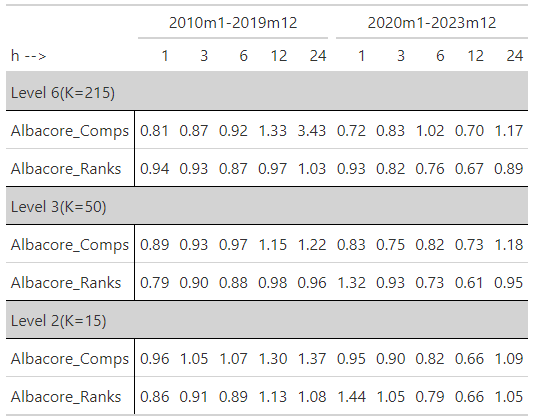 2010m1-2019m12 2020m1-2023m12
h --> 1 3 6 12 24 1 3 6 12 24
Level 6(K=215)
Albacore_Comps 0.81 0.87 0.92 1.33 3.43 0.72 0.83 1.02 0.70 1.17
Albacore_Ranks 0.94 0.93 0.87 0.97 1.03 0.93 0.82 0.76 0.67 0.89
Level 3(K=50)
Albacore_Comps 0.89 0.93 0.97 1.15 1.22 0.83 0.75 0.82 0.73 1.18
Albacore_Ranks 0.79 0.90 0.88 0.98 0.96 1.32 0.93 0.73 0.61 0.95
Level 2(K=15)
Albacore_Comps 0.96 1.05 1.07 1.30 1.37 0.95 0.90 0.82 0.66 1.09
Albacore_Ranks 0.86 0.91 0.89 1.13 1.08 1.44 1.05 0.79 0.66 1.05